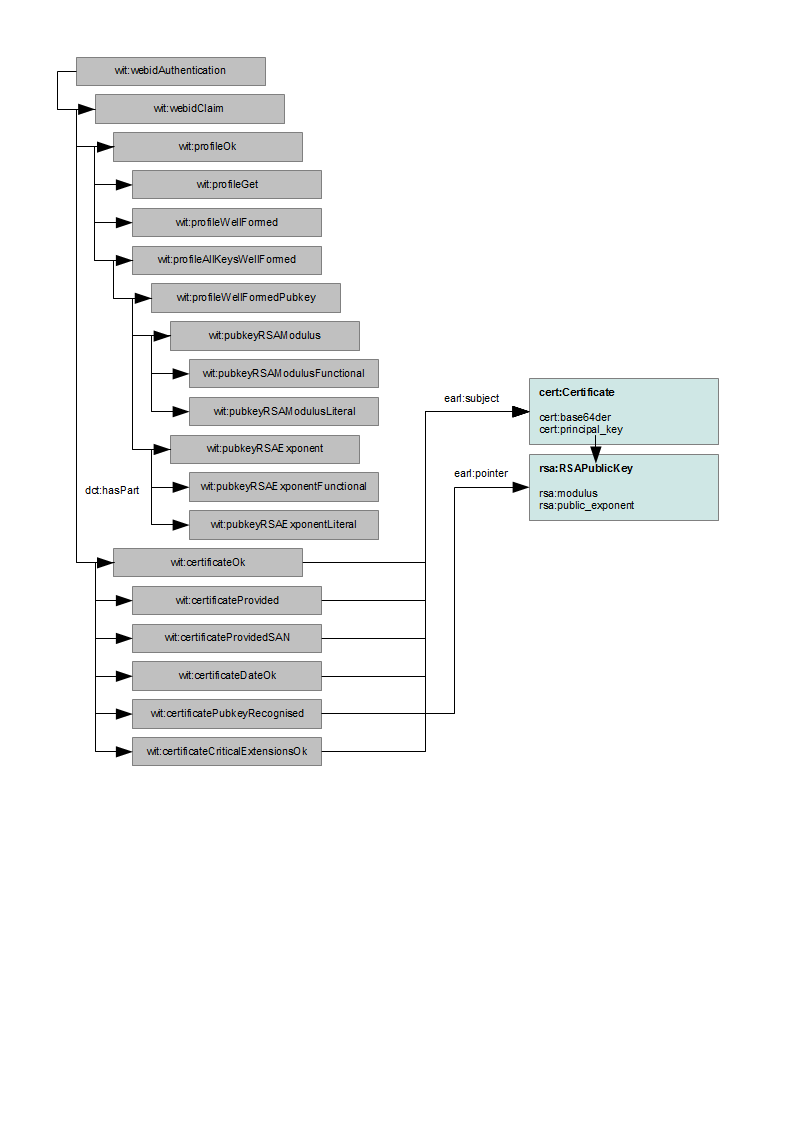 wit:webidAuthentication
wit:webidClaim
wit:profileOk
wit:profileGet
wit:profileWellFormed
wit:profileAllKeysWellFormed
wit:profileWellFormedPubkey
wit:pubkeyRSAModulus
wit:pubkeyRSAModulusFunctional
wit:pubkeyRSAModulusLiteral
wit:pubkeyRSAExponent
wit:pubkeyRSAExponentFunctional
dct:hasPart
wit:pubkeyRSAExponentLiteral
wit:certificateOk
wit:certificateProvided
wit:certificateProvidedSAN
wit:certificateDateOk
wit:certificatePubkeyRecognised
wit:certificateCriticalExtensionsOk
earl:subject
cert:Certificate
cert:base64der
cert:principal_key
earl:pointer
rsa:RSAPublicKey
rsa:modulus
rsa:public_exponent